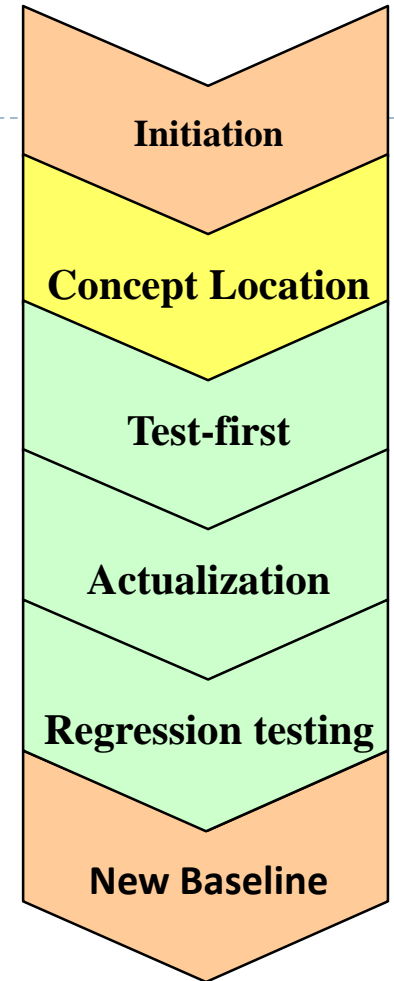 Initiation
Concept Location
Test-first
Actualization
Regression testing
New Baseline